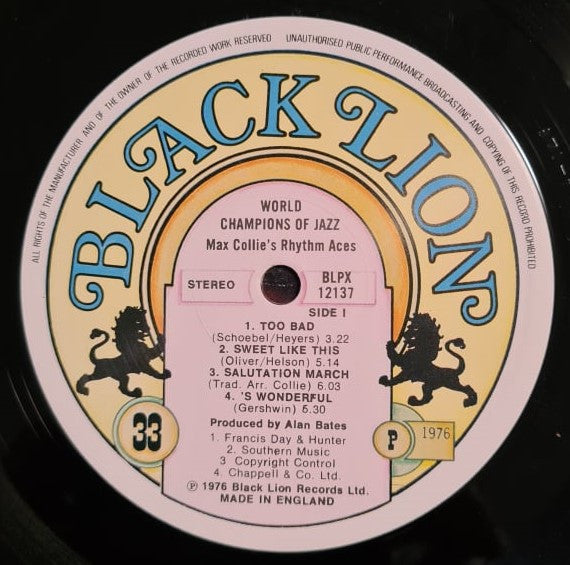 ALL RIGHTS OF THE MANUFACTURER AND OF THE OWNER OF THE RECORDED WORK RESERVED
UNAUTHORISED PUBLIC PERFORMANCE BROADCASTING AND COPYING OF THIS RECORD PROHIBITED
BLACK LION
WORLD
CHAMPIONS OF JAZZ
Max Collie's Rhythm Aces
STEREO
BLPX
12137
SIDE I
1. TOO BAD
(Schoebel/Heyers) 3.22
2. SWEET LIKE THIS
(Oliver/Helson) 5.14
3. SALUTATION MARCH
(Trad. Arr. Collie) 6.03
4. 'S WONDERFUL
(Gershwin) 5.30
Produced by Alan Bates
1. Francis Day & Hunter
2. Southern Music
3 Copyright Control
4. Chappell & Co. Ltd.
℗ 1976 Black Lion Records Ltd.
MADE IN ENGLAND
33
P 1976